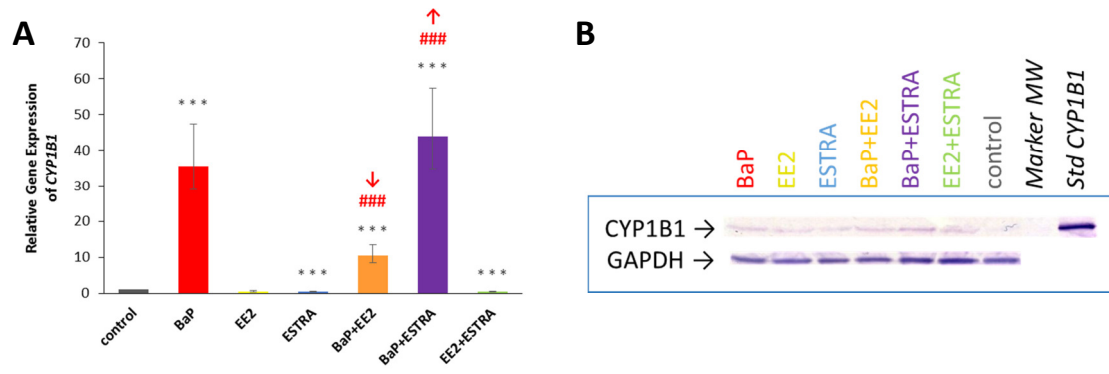 A
Relative Gene Expression
of CYP1B1
70
60
50
40
30
20
10
0
***
***
↓
###
***
↑
###
***
***
control
BaP
EE2
ESTRA
BaP+EE2
BaP+ESTRA
EE2+ESTRA
B
BaP
EE2
ESTRA
BaP+EE2
BaP+ESTRA
EE2+ESTRA
control
Marker MW
Std CYP1B1
CYP1B1 →
GAPDH →